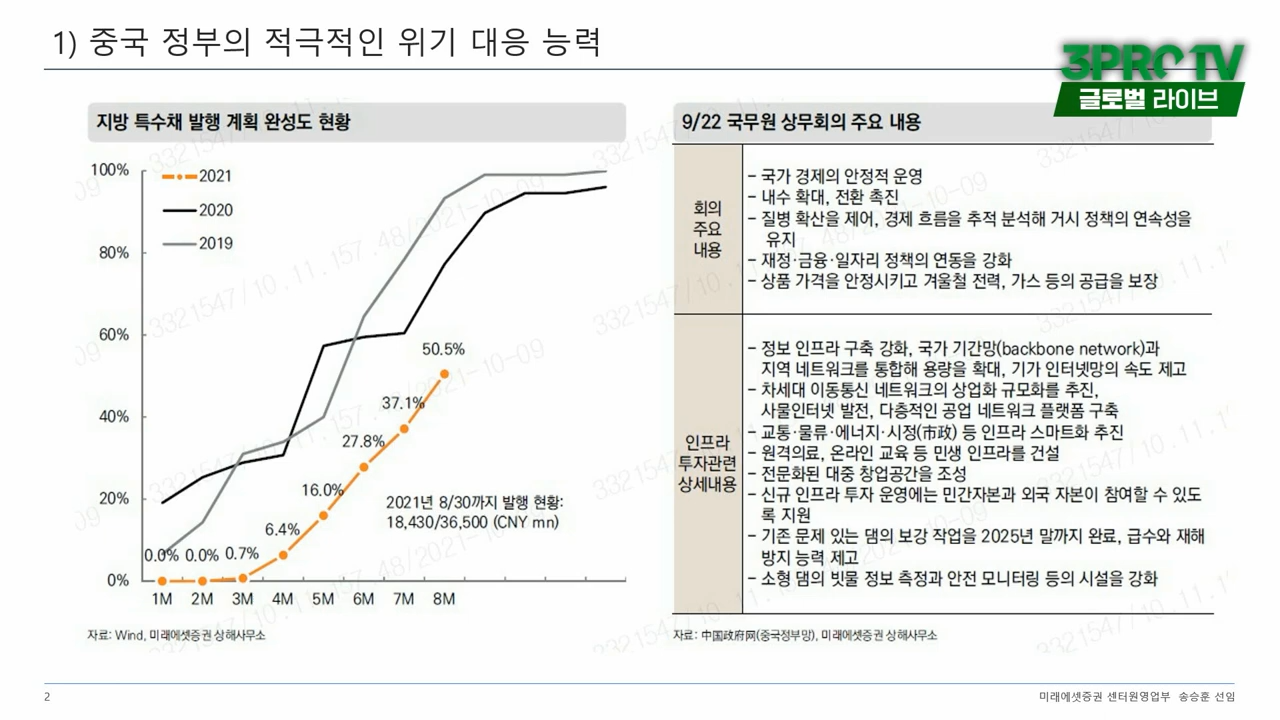 1) 중국 정부의 적극적인 위기 대응 능력
3PROTV
글로벌 라이브
지방 특수채 발행 계획 완성도 현황
100%
80%
60%
40%
20%
0%
2021
2020
2019
0.0%
0.0%
0.7%
6.4%
16.0%
27.8%
37.1%
50.5%
2021년 8/30까지 발행 현황:
18,430/36,500 (CNY mn)
1M
2M
3M
4M
5M
6M
7M
8M
자료: Wind, 미래에셋증권 상해사무소
9/22 국무원 상무회의 주요 내용
회의
주요
내용
– 국가 경제의 안정적 운영
– 내수 확대, 전환 촉진
– 질병 확산을 제어, 경제 흐름을 추적 분석해 거시 정책의 연속성을
유지
– 재정·금융·일자리 정책의 연동을 강화
– 상품 가격을 안정시키고 겨울철 전력, 가스 등의 공급을 보장
인프라
투자관련
상세내용
– 정보 인프라 구축 강화, 국가 기간망(backbone network)과
지역 네트워크를 통합해 용량을 확대, 기가 인터넷망의 속도 제고
– 차세대 이동통신 네트워크의 상업화 규모화를 추진,
사물인터넷 발전, 다층적인 공업 네트워크 플랫폼 구축
– 교통·물류·에너지·시정(市政) 등 인프라 스마트화 추진
– 원격의료, 온라인 교육 등 민생 인프라를 건설
– 전문화된 대중 창업공간을 조성
– 신규 인프라 투자 운영에는 민간자본과 외국 자본이 참여할 수 있도
록 지원
– 기존 문제 있는 댐의 보강 작업을 2025년 말까지 완료, 급수와 재해
방지 능력 제고
– 소형 댐의 빗물 정보 측정과 안전 모니터링 등의 시설을 강화
자료: 中国政府网(중국정부망), 미래에셋증권 상해사무소
3321547/10.11.157.48/2021-10-09
2
미래에셋증권 센터원영업부 송승훈 선임